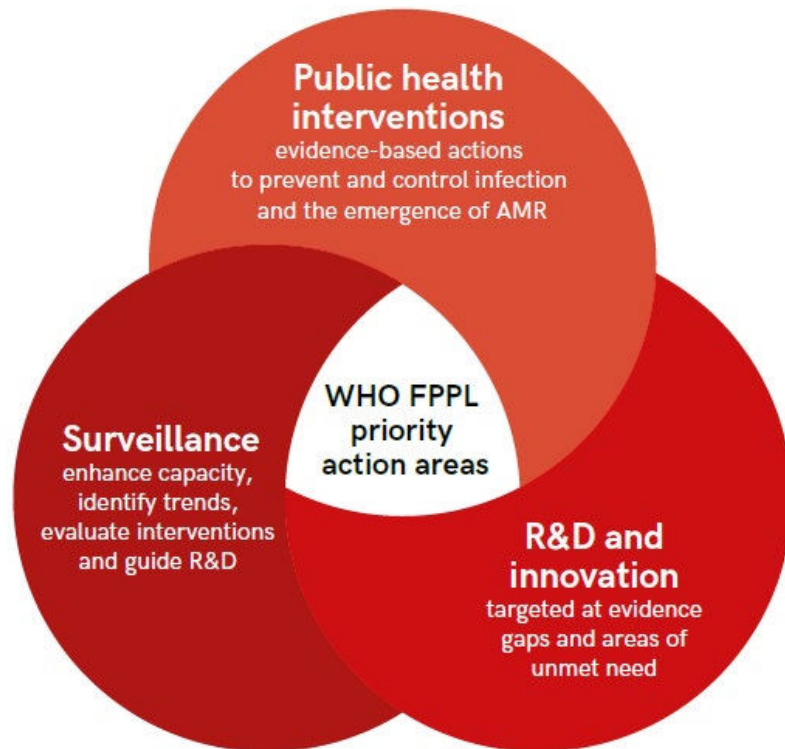 Public health
interventions
evidence-based actions
to prevent and control infection
and the emergence of AMR
WHO FPPL
priority
action areas
Surveillance
enhance capacity,
identify trends,
evaluate interventions
and guide R&D
R&D and
innovation
targeted at evidence
gaps and areas of
unmet need